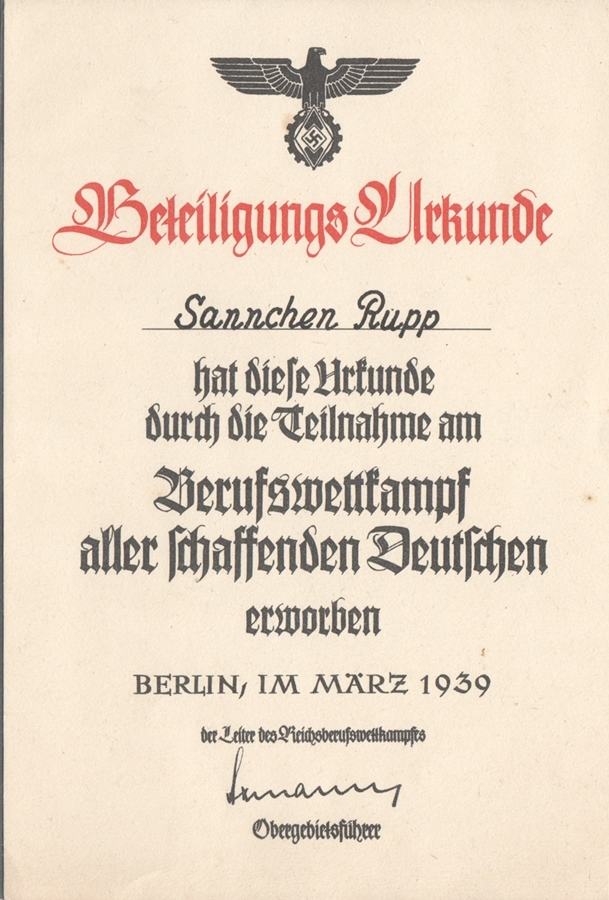 Beteiligungs Urkunde
Sannchen Rupp
hat dieſe Urkunde
durch die Teilnahme am
Berufswettkampf
aller ſchaffenden Deutſchen
erworben
BERLIN, IM MÄRZ 1939
der Leiter des Reichsberufswettkampfes
Obergebietsführer